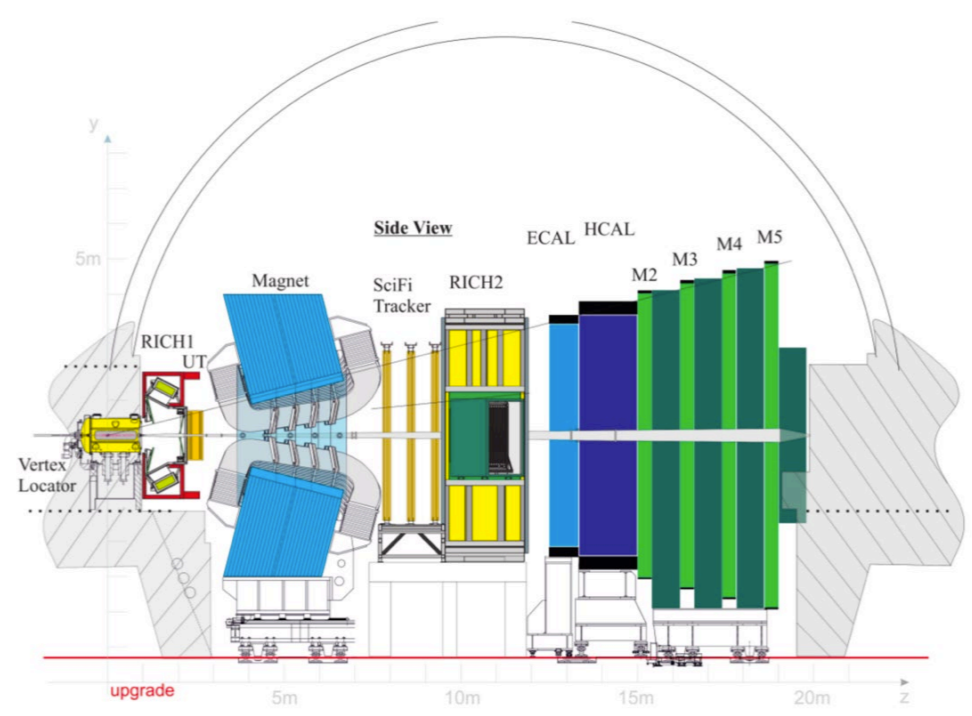 y
5m
Side View
ECAL
HCAL
M2
M3
M4
M5
Magnet
SciFi
Tracker
RICH2
RICH1
UT
Vertex
Locator
upgrade
5m
10m
15m
20m
z